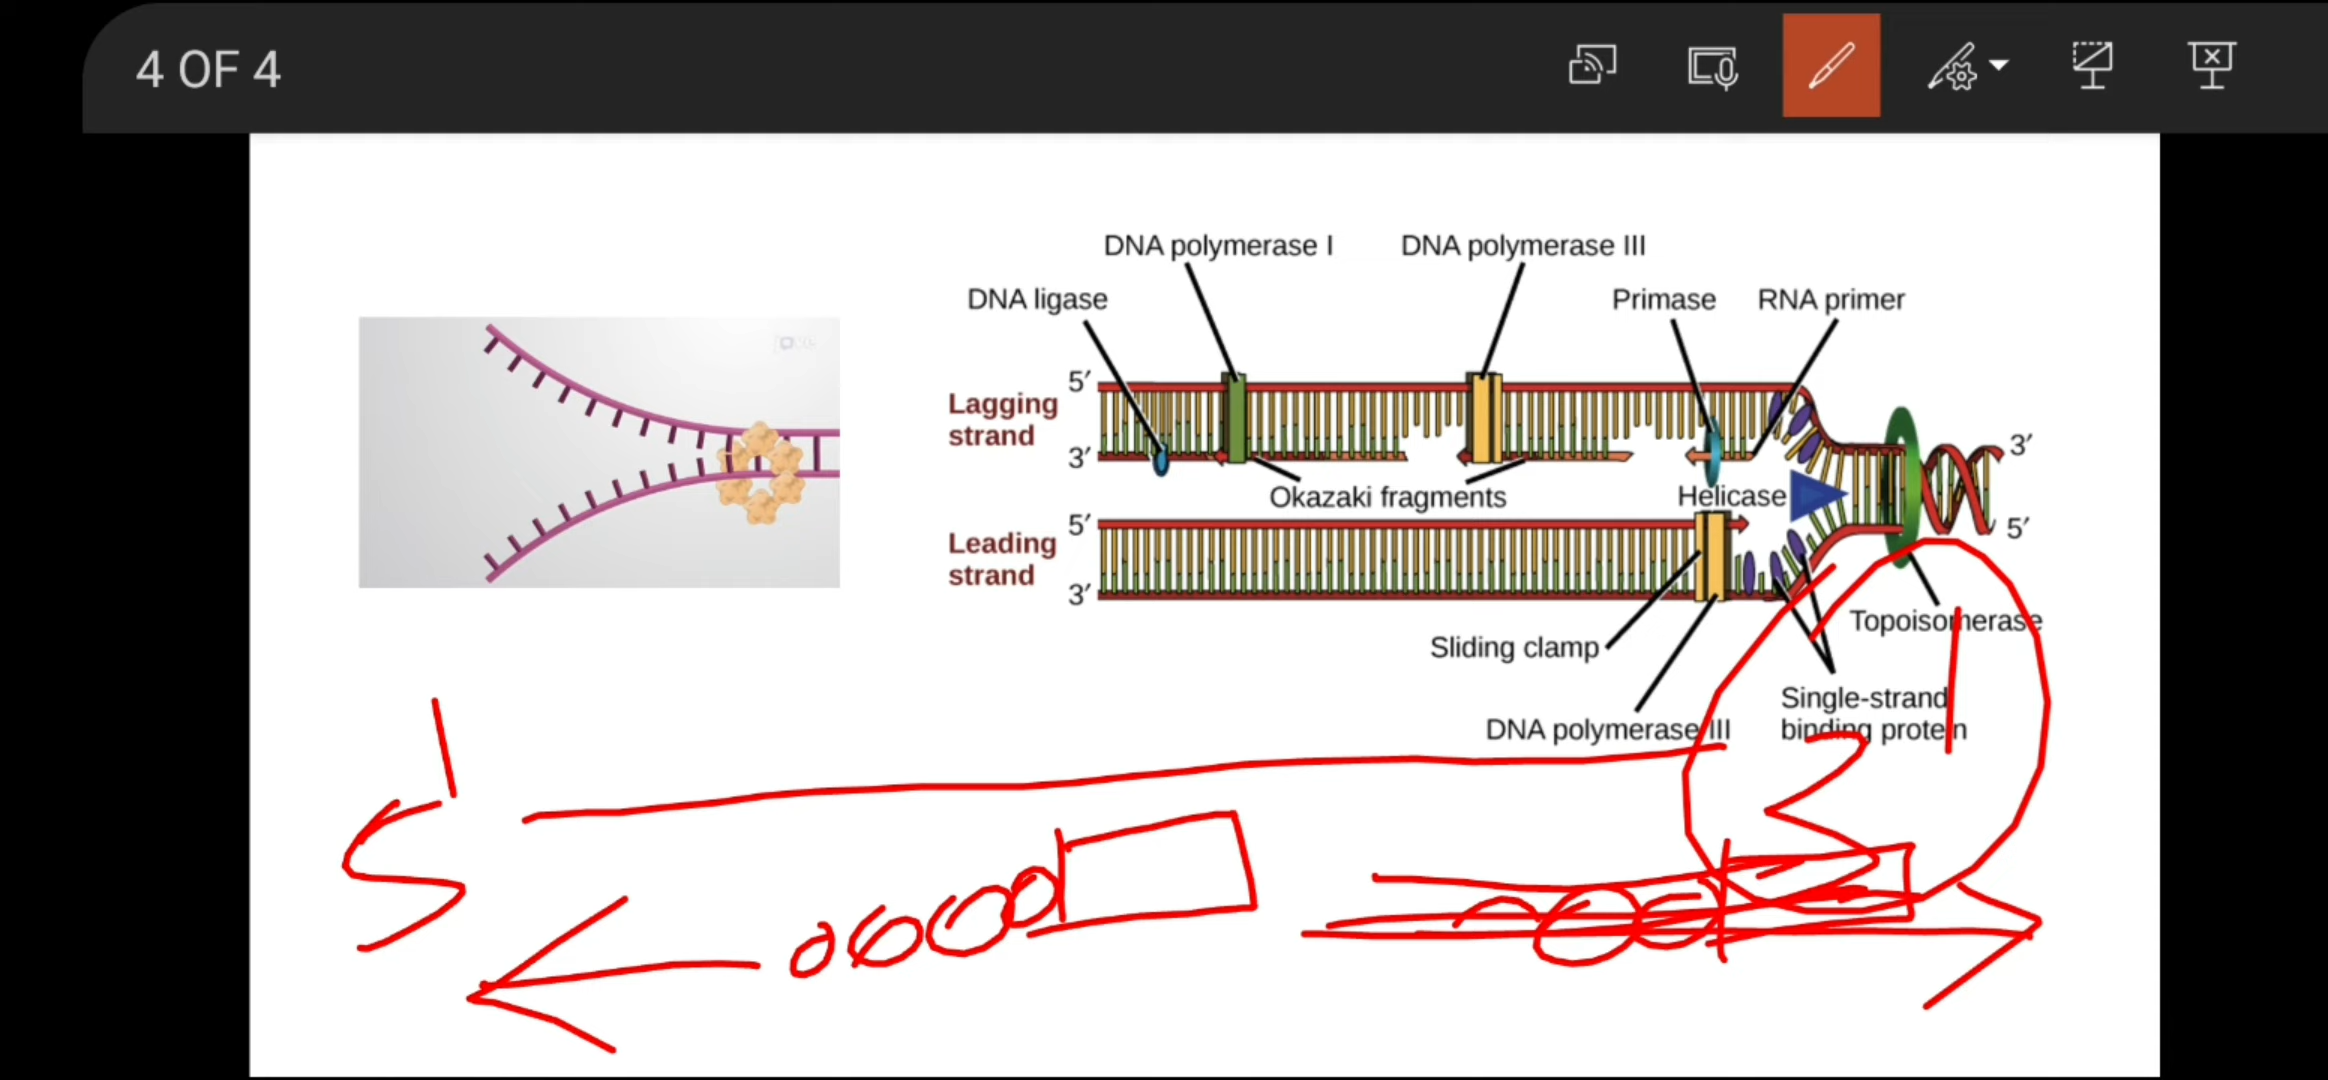 4 OF 4
DNA polymerase I
DNA polymerase III
DNA ligase
Primase
RNA primer
Lagging
strand
5′
3′
3′
5′
Okazaki fragments
Helicase
Leading
strand
5′
3′
Topoisomerase
Sliding clamp
Single-strand
binding protein
DNA polymerase III
5'
3'